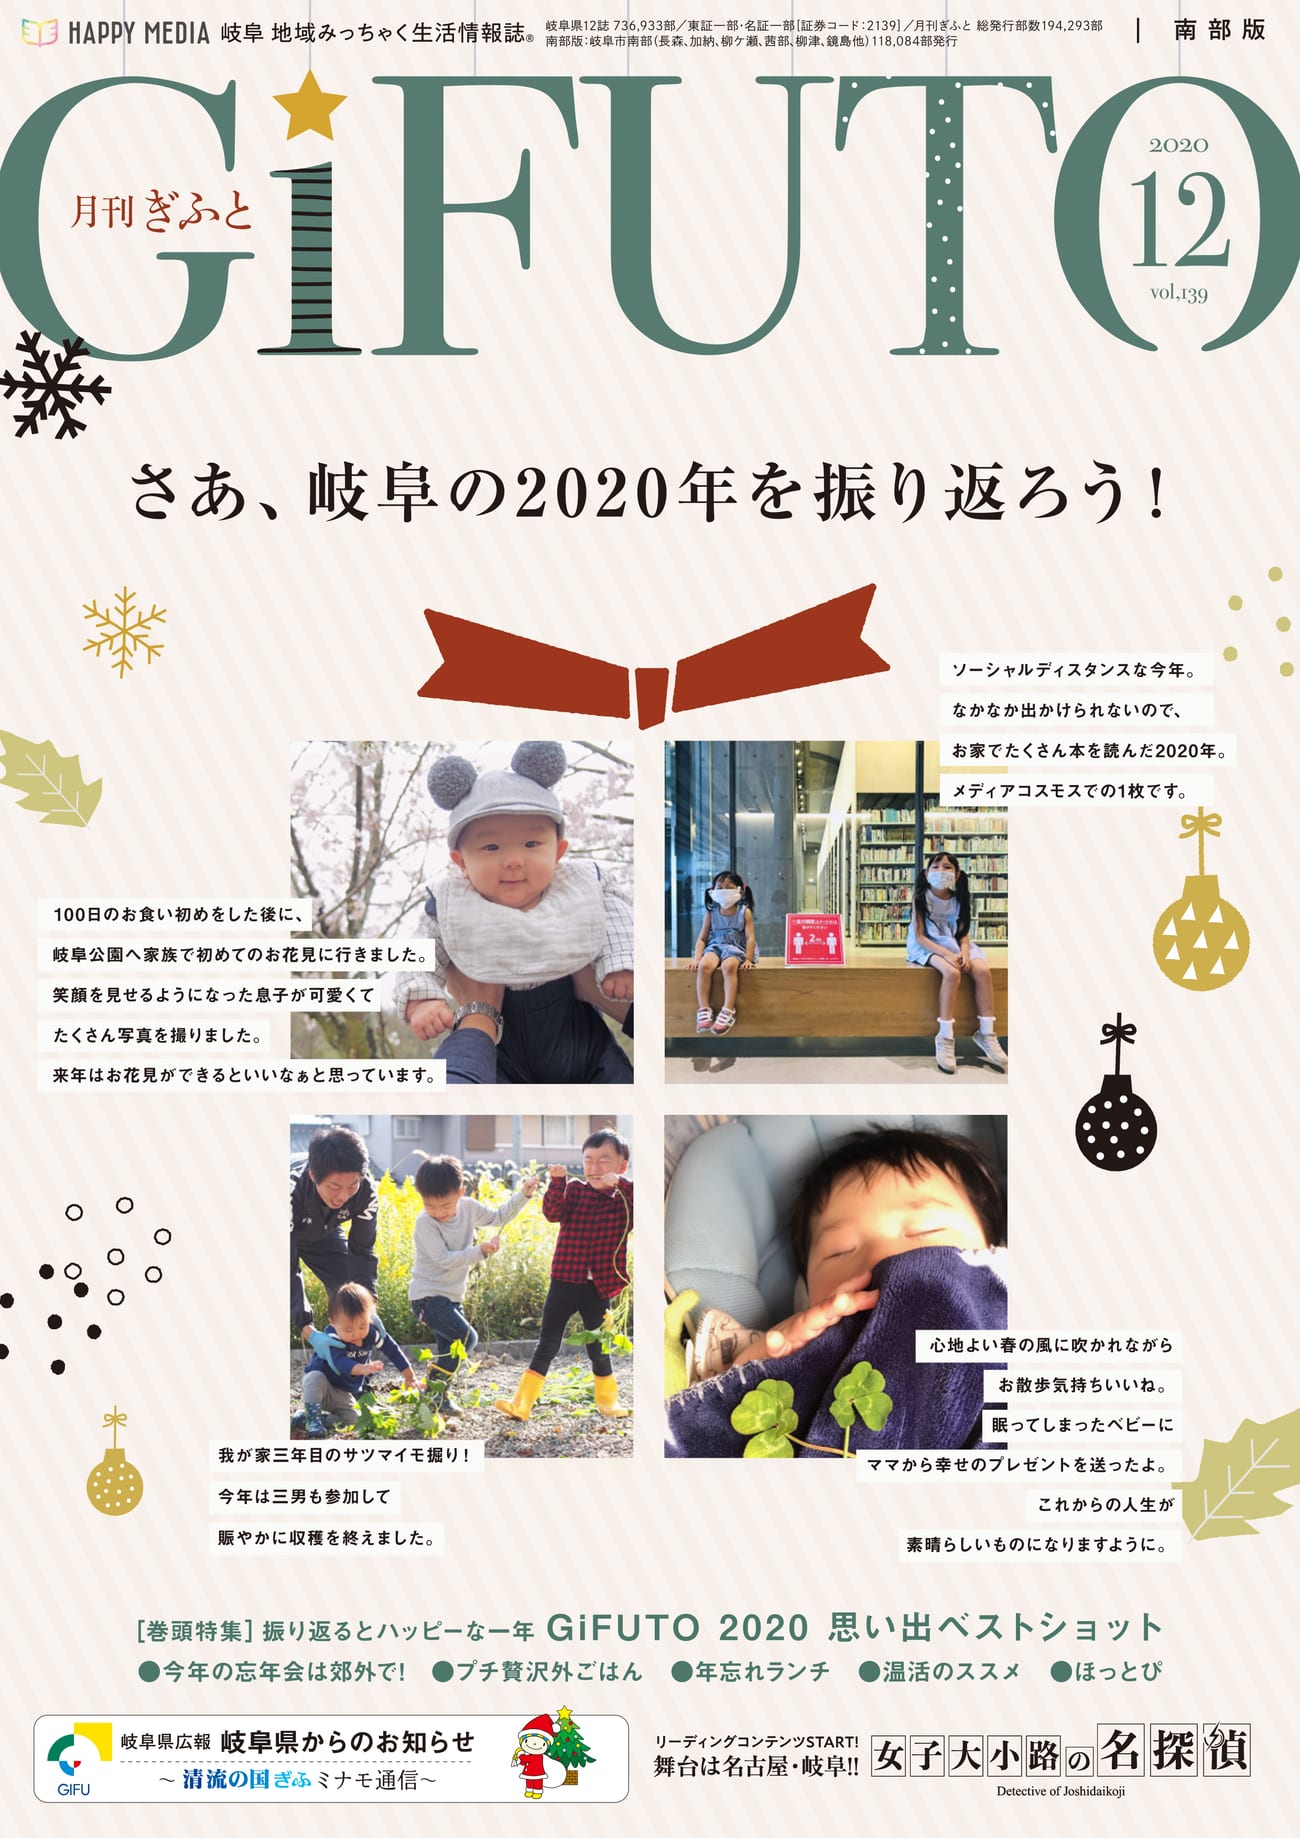 HAPPY MEDIA 岐阜 地域みっちゃく生活情報誌®
岐阜県12誌 736,933部／東証一部・名証一部［証券コード：2139］／月刊ぎふと 総発行部数194,293部
南部版：岐阜市南部（長森、加納、柳ケ瀬、茜部、柳津、鏡島他）118,084部発行
南部版
GiFUTO
月刊ぎふと
2020
12
vol,139
さあ、岐阜の2020年を振り返ろう！
ソーシャルディスタンスな今年。
なかなか出かけられないので、
お家でたくさん本を読んだ2020年。
メディアコスモスでの1枚です。
100日のお食い初めをした後に、
岐阜公園へ家族で初めてのお花見に行きました。
笑顔を見せるようになった息子が可愛くて
たくさん写真を撮りました。
来年はお花見ができるといいなぁと思っています。
2m
心地よい春の風に吹かれながら
お散歩気持ちいいね。
眠ってしまったベビーに
ママから幸せのプレゼントを送ったよ。
これからの人生が
素晴らしいものになりますように。
我が家三年目のサツマイモ掘り！
今年は三男も参加して
賑やかに収穫を終えました。
［巻頭特集］振り返るとハッピーな一年 GiFUTO 2020 思い出ベストショット
●今年の忘年会は郊外で！ ●プチ贅沢外ごはん ●年忘れランチ ●温活のススメ ●ほっとぴ
GIFU
岐阜県広報 岐阜県からのお知らせ
～清流の国ぎふ ミナモ通信～
リーディングコンテンツSTART!
舞台は名古屋・岐阜!!
女子大小路の名探偵
Detective of Joshidaikoji